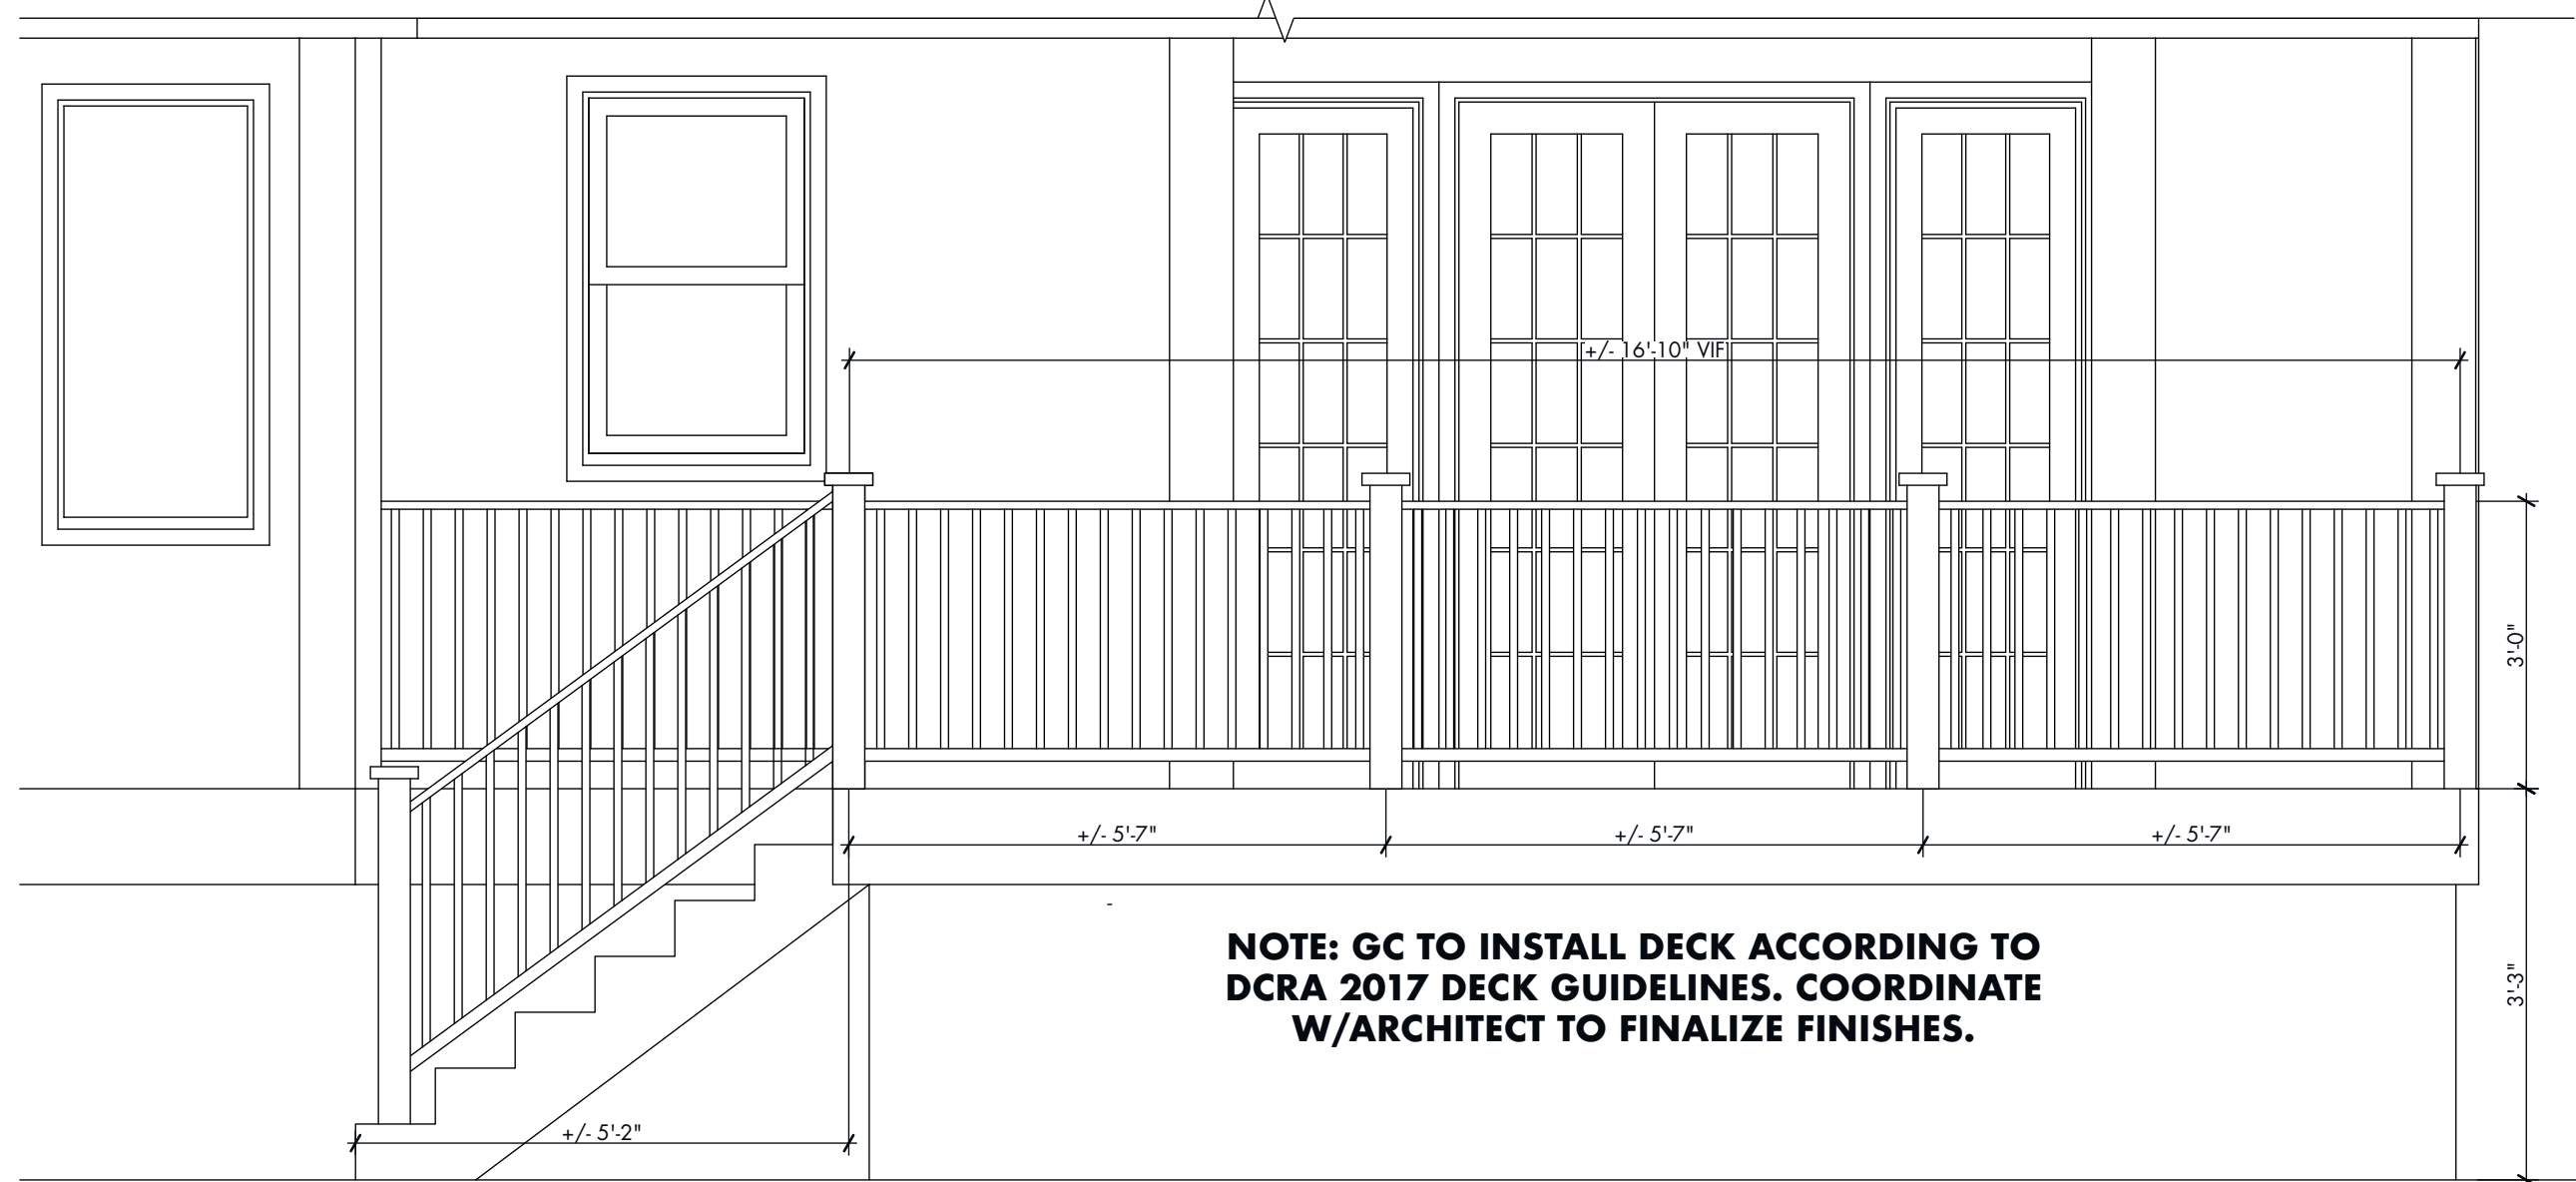 +/- 16'-10" VIF
3'-0"
+/- 5'-7"
+/- 5'-7"
+/- 5'-7"
NOTE: GC TO INSTALL DECK ACCORDING TO
DCRA 2017 DECK GUIDELINES. COORDINATE
W/ARCHITECT TO FINALIZE FINISHES.
3'-3"
+/- 5'-2"